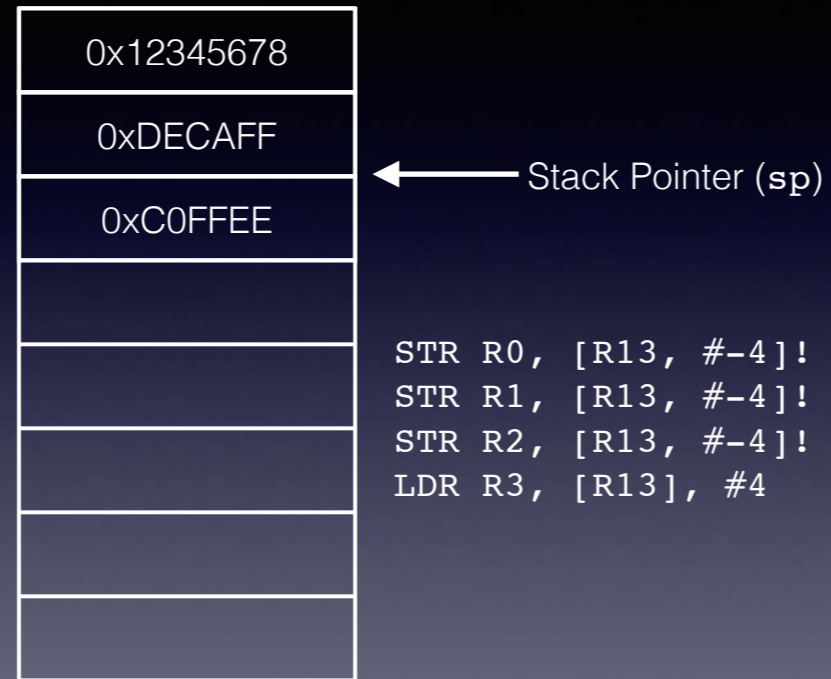 0x12345678
0xDECAFF
Stack Pointer (sp)
0xC0FFEE
STR R0, [R13, #-4]!
STR R1, [R13, #-4]!
STR R2, [R13, #-4]!
LDR R3, [R13], #4